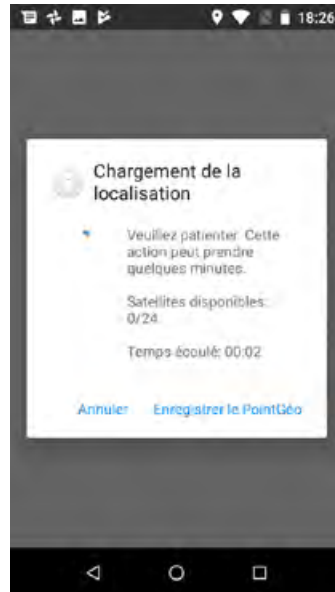 18:26
Chargement de la
localisation
Veuillez patienter. Cette
action peut prendre
quelques minutes.
Satellites disponibles:
0/24
Temps écoulé: 00:02
Annuler Enregistrer le PointGéo